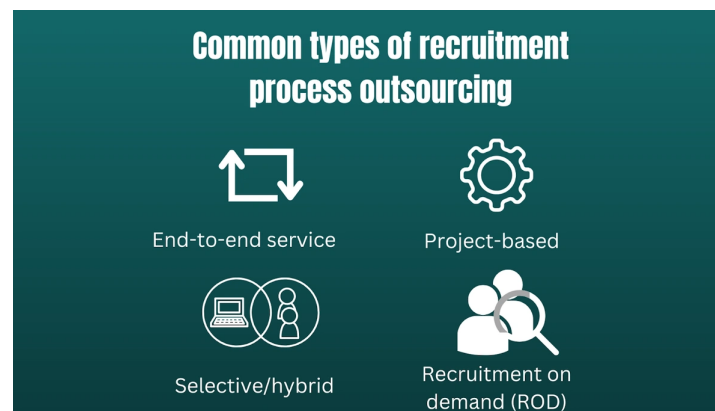 Common types of recruitment
process outsourcing
End-to-end service
Project-based
Selective/hybrid
Recruitment on
demand (ROD)